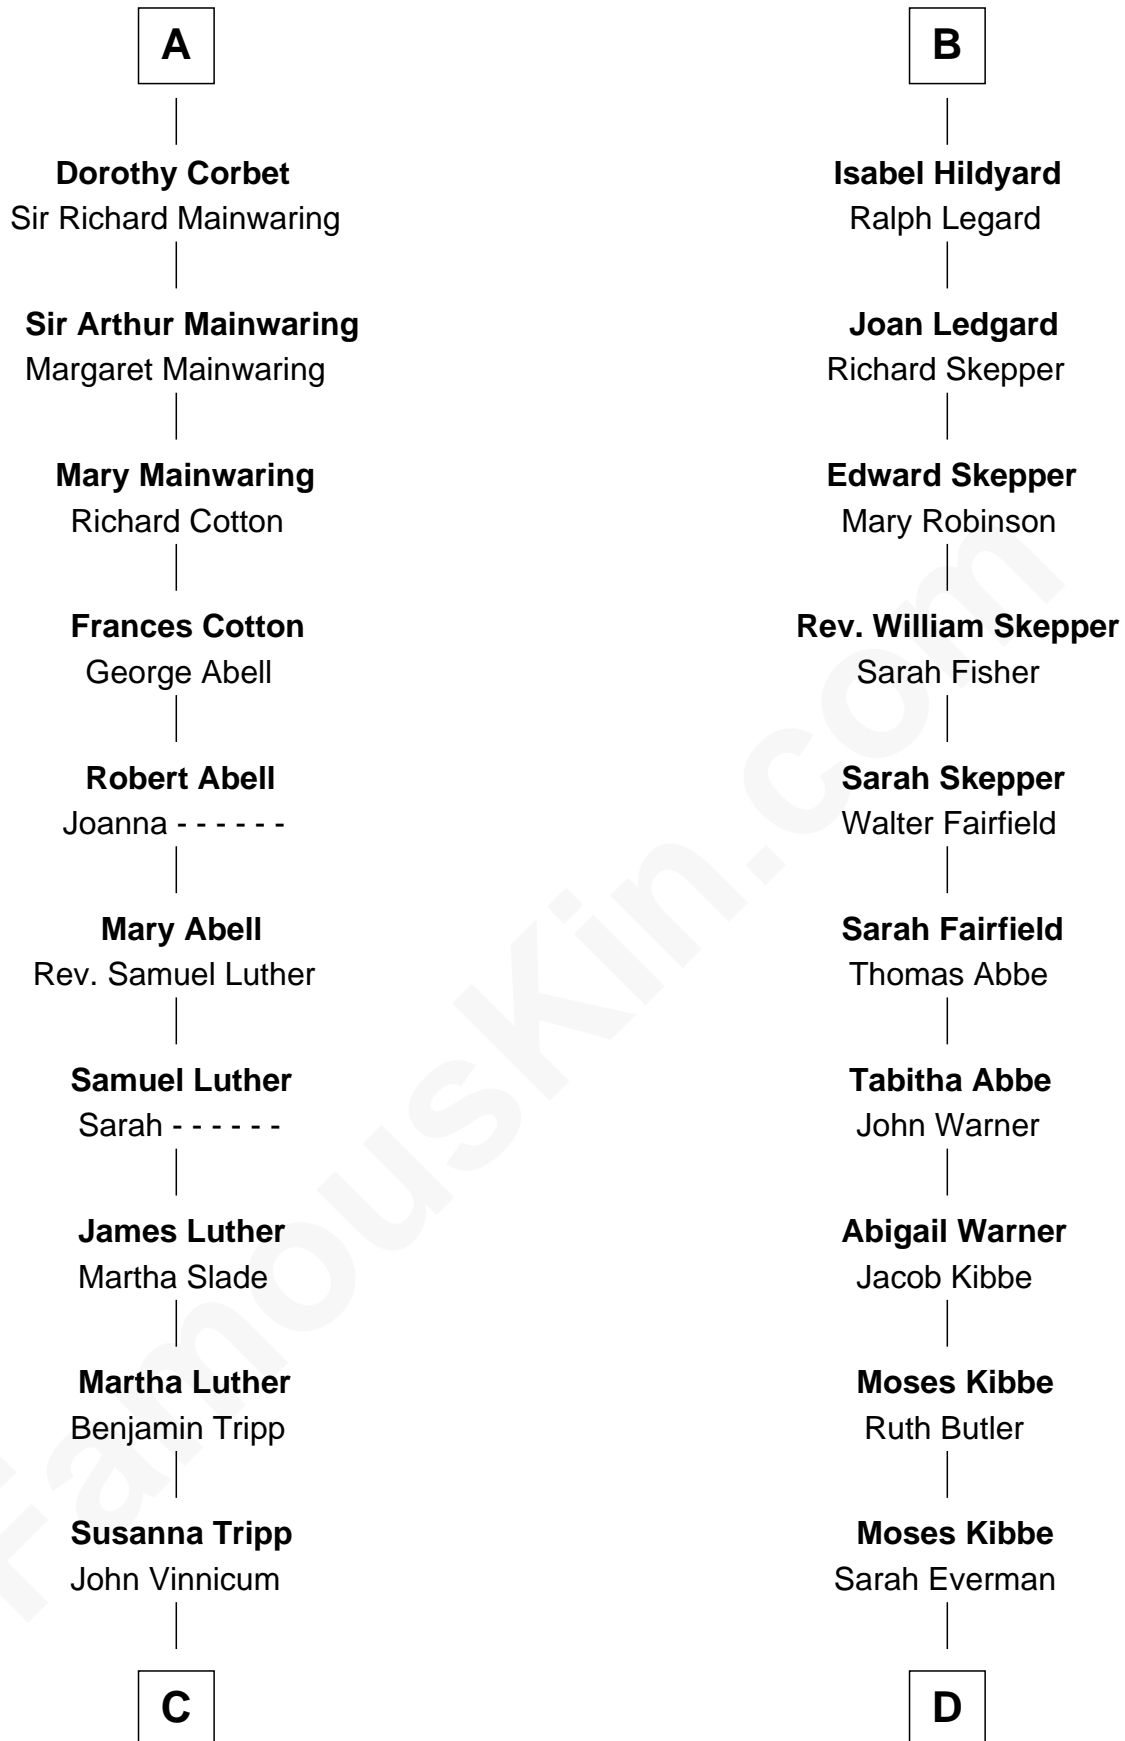 A
Dorothy Corbet
Sir Richard Mainwaring
Sir Arthur Mainwaring
Margaret Mainwaring
Mary Mainwaring
Richard Cotton
Frances Cotton
George Abell
Robert Abell
Joanna - - - - - -
Mary Abell
Rev. Samuel Luther
Samuel Luther
Sarah - - - - - -
James Luther
Martha Slade
Martha Luther
Benjamin Tripp
Susanna Tripp
John Vinnicum
C
B
Isabel Hildyard
Ralph Legard
Joan Ledgard
Richard Skepper
Edward Skepper
Mary Robinson
Rev. William Skepper
Sarah Fisher
Sarah Skepper
Walter Fairfield
Sarah Fairfield
Thomas Abbe
Tabitha Abbe
John Warner
Abigail Warner
Jacob Kibbe
Moses Kibbe
Ruth Butler
Moses Kibbe
Sarah Everman
D
FamousKin.com